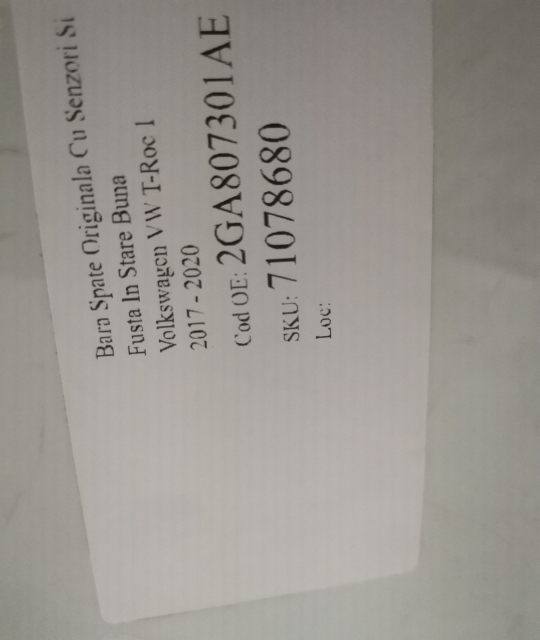 Bara Spate Originala Cu Senzori Si
Fusta In Stare Buna
Volkswagen VW T-Roc 1
2017 - 2020
Cod OE: 2GA807301AE
SKU: 71078680
Loc: